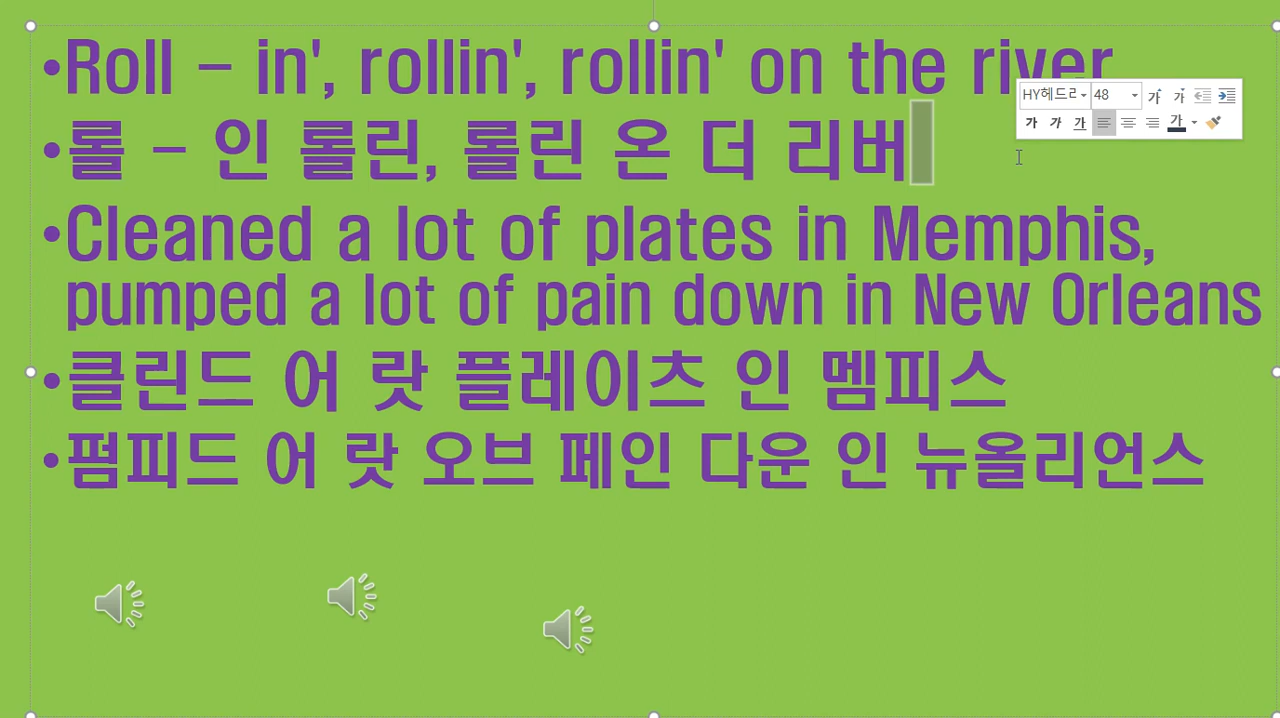 •Roll – in', rollin', rollin' on the river
HY헤드라 48
가 가
가 가 가 가
•롤 – 인 롤린, 롤린 온 더 리버
•Cleaned a lot of plates in Memphis,
pumped a lot of pain down in New Orleans
•클린드 어 랏 플레이츠 인 멤피스
•펌피드 어 랏 오브 페인 다운 인 뉴올리언스